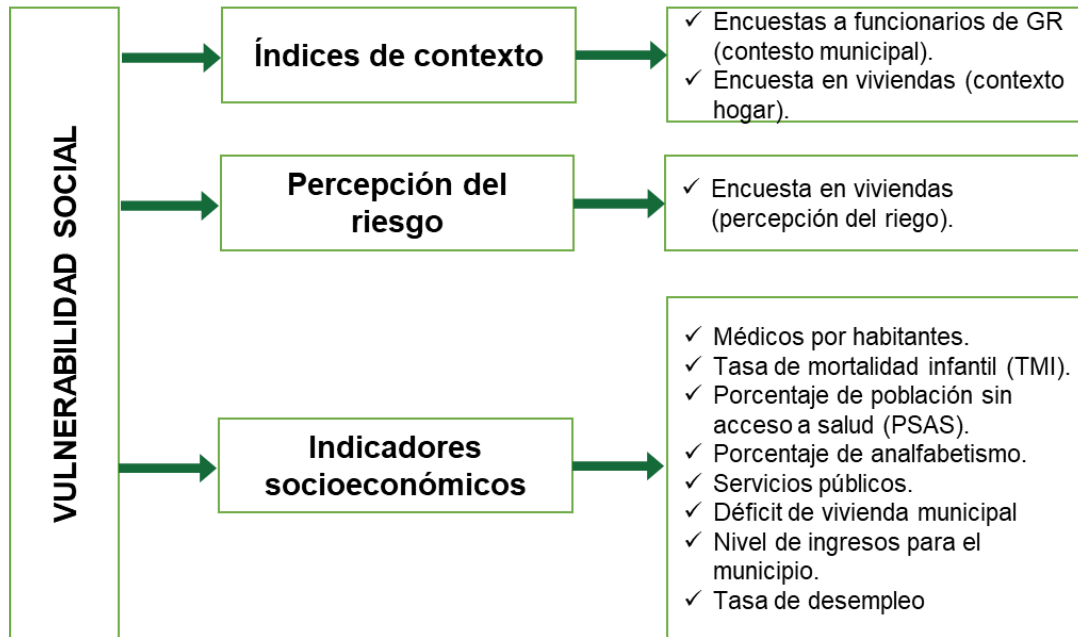 VULNERABILIDAD SOCIAL
Índices de contexto
✓ Encuestas a funcionarios de GR
(contesto municipal).
✓ Encuesta en viviendas (contexto
hogar).
Percepción del
riesgo
✓ Encuesta en viviendas
(percepción del riego).
Indicadores
socioeconómicos
✓ Médicos por habitantes.
✓ Tasa de mortalidad infantil (TMI).
✓ Porcentaje de población sin
acceso a salud (PSAS).
✓ Porcentaje de analfabetismo.
✓ Servicios públicos.
✓ Déficit de vivienda municipal
✓ Nivel de ingresos para el
municipio.
✓ Tasa de desempleo